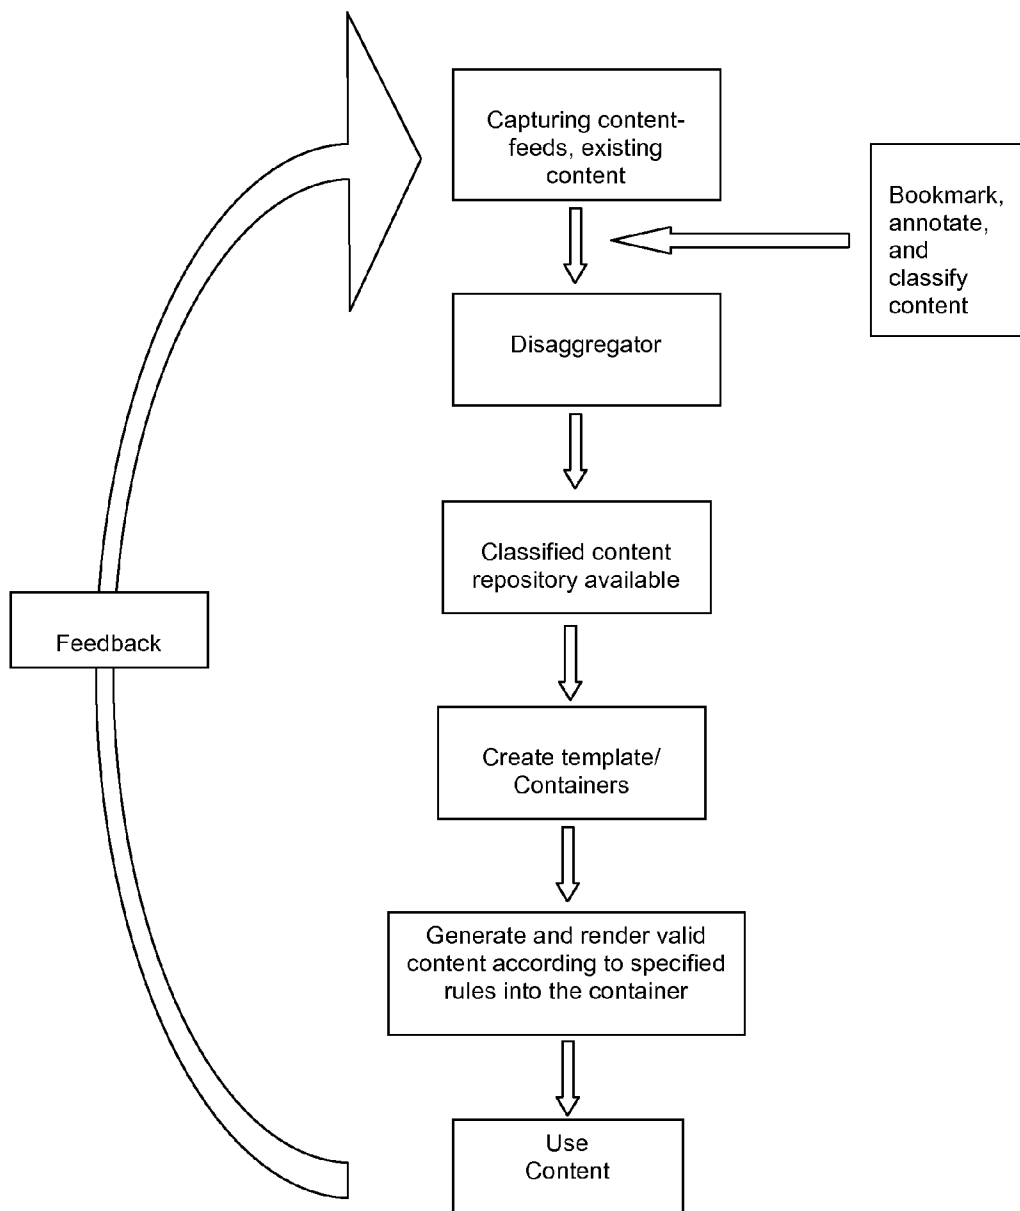 Capturing content-
feeds, existing
content
Bookmark,
annotate,
and
classify
content
Disaggregator
Classified content
repository available
Feedback
Create template/
Containers
Generate and render valid
content according to specified
rules into the container
Use
Content